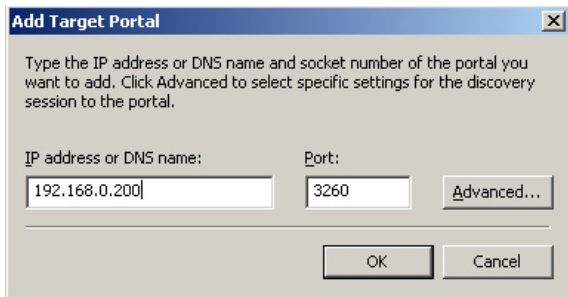 Add Target Portal
Type the IP address or DNS name and socket number of the portal you
want to add. Click Advanced to select specific settings for the discovery
session to the portal.
IP address or DNS name: Port:
192.168.0.200 3260 Advanced...
OK Cancel